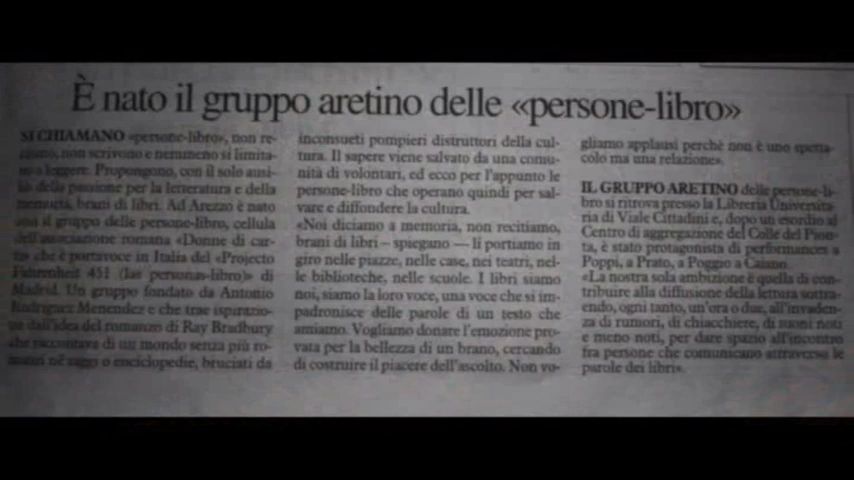 È nato il gruppo aretino delle «persone-libro»
SI CHIAMANO «persone-libro», non re-
citano, non scrivono e nemmeno si limita-
no a leggere. Propongono, con il solo ausi-
lio della passione per la letteratura e della
memoria, brani di libri. Ad Arezzo è nato
uno il gruppo delle persone-libro, cellula
dell'associazione romana «Donne di car-
ta» che è portavoce in Italia del «Projecto
Fahrenheit 451 (las personas-libro)» di
Madrid. Un gruppo fondato da Antonio
Rodriguez Menendez e che trae ispirazio-
ne dall'idea del romanzo di Ray Bradbury
che raccontava di un mondo senza più ro-
manzi né saggi o enciclopedie, bruciati da
inconsueti pompieri distruttori della cul-
tura. Il sapere viene salvato da una comu-
nità di volontari, ed ecco per l'appunto le
persone-libro che operano quindi per sal-
vare e diffondere la cultura.
«Noi diciamo a memoria, non recitiamo,
brani di libri – spiegano — li portiamo in
giro nelle piazze, nelle case, nei teatri, nel-
le biblioteche, nelle scuole. I libri siamo
noi, siamo la loro voce, una voce che si im-
padronisce delle parole di un testo che
amiamo. Vogliamo donare l'emozione pro-
vata per la bellezza di un brano, cercando
di costruire il piacere dell'ascolto. Non vo-
gliamo applausi perchè non è uno spetta-
colo ma una relazione».
IL GRUPPO ARETINO delle persone-li-
bro si ritrova presso la Libreria Universita-
ria di Viale Cittadini e, dopo un esordio al
Centro di aggregazione del Colle del Pion-
ta, è stato protagonista di performances a
Poppi, a Prato, a Poggio a Caiano.
«La nostra sola ambizione è quella di con-
tribuire alla diffusione della lettura sottra-
endo, ogni tanto, un'ora o due, all'invaden-
za di rumori, di chiacchiere, di suoni noti
e meno noti, per dare spazio all'incontro
fra persone che comunicano attraverso le
parole dei libri».